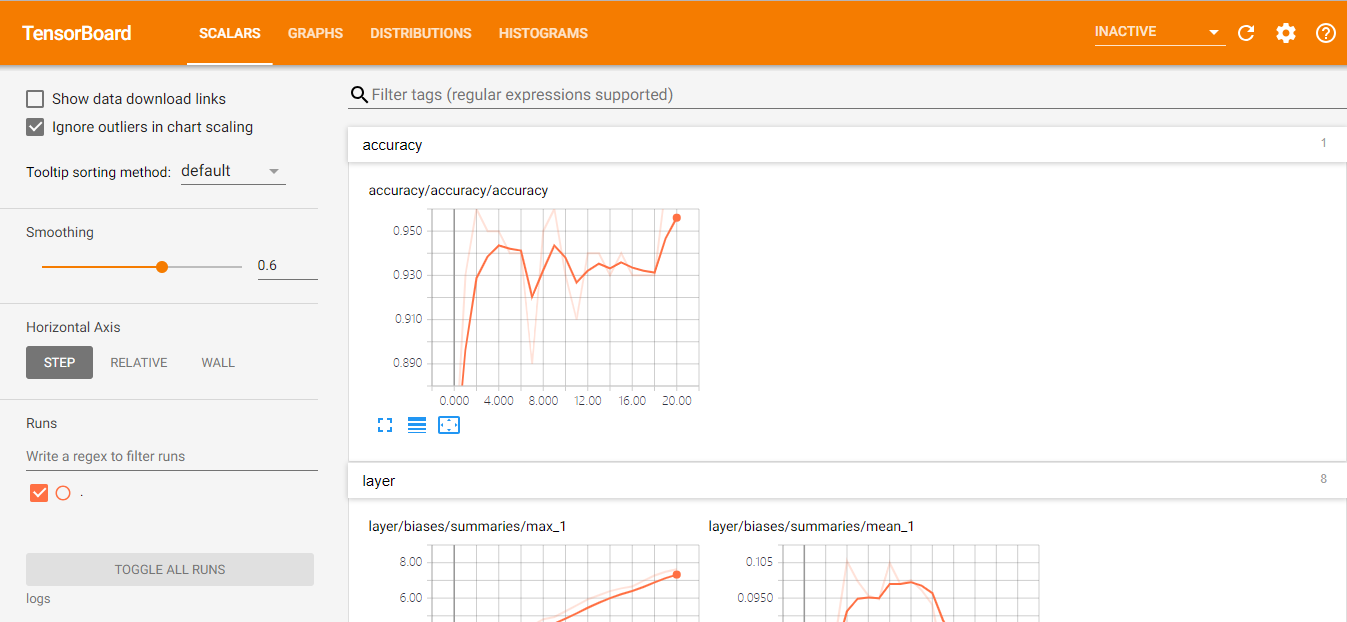 TensorBoard SCALARS GRAPHS DISTRIBUTIONS HISTOGRAMS INACTIVE
Show data download links
Ignore outliers in chart scaling
Tooltip sorting method: default
Smoothing
0.6
Horizontal Axis
STEP RELATIVE WALL
Runs
Write a regex to filter runs
.
TOGGLE ALL RUNS
logs
Filter tags (regular expressions supported)
accuracy 1
accuracy/accuracy/accuracy
0.950
0.930
0.910
0.890
0.000 4.000 8.000 12.00 16.00 20.00
layer 8
layer/biases/summaries/max_1
8.00
6.00
layer/biases/summaries/mean_1
0.105
0.0950